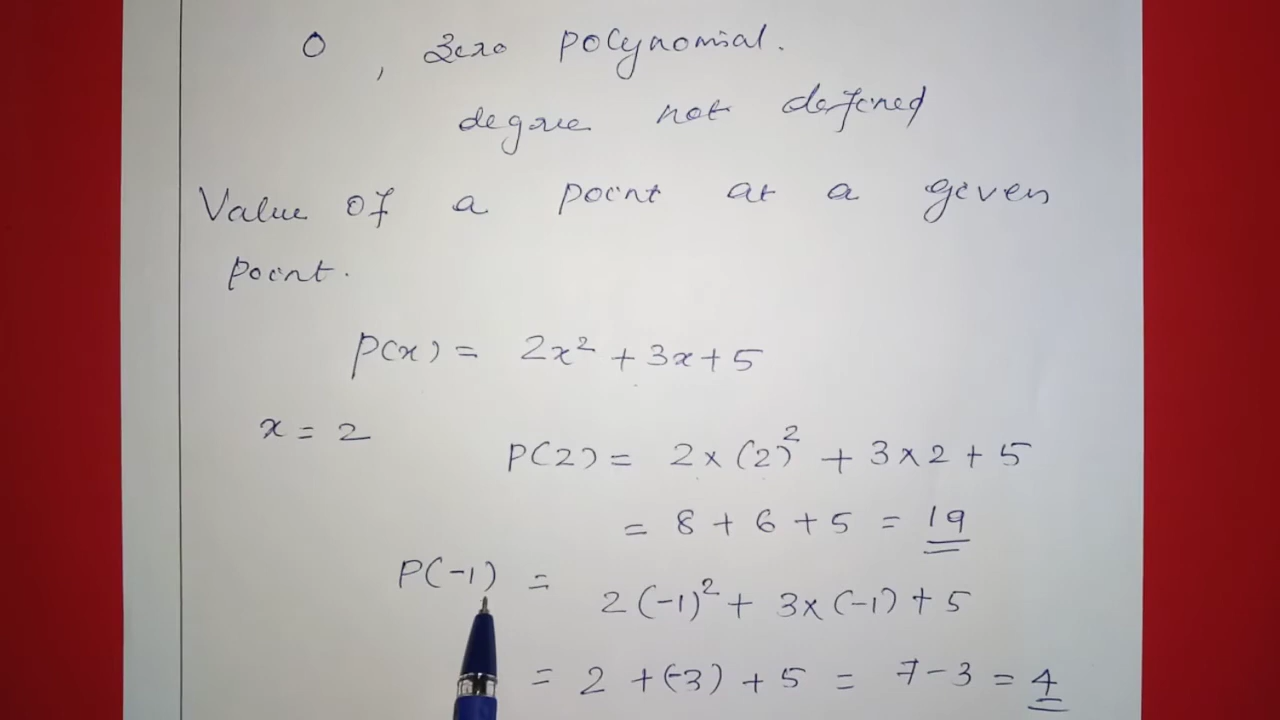 0 , Zero polynomial.
degree not defined
Value of a point at a given
point.
P(x) = 2x² + 3x + 5
x = 2
P(2) = 2 × (2)² + 3 × 2 + 5
= 8 + 6 + 5 = 19
P(-1) = 2(-1)² + 3×(-1) + 5
= 2 + (-3) + 5 = 7 - 3 = 4